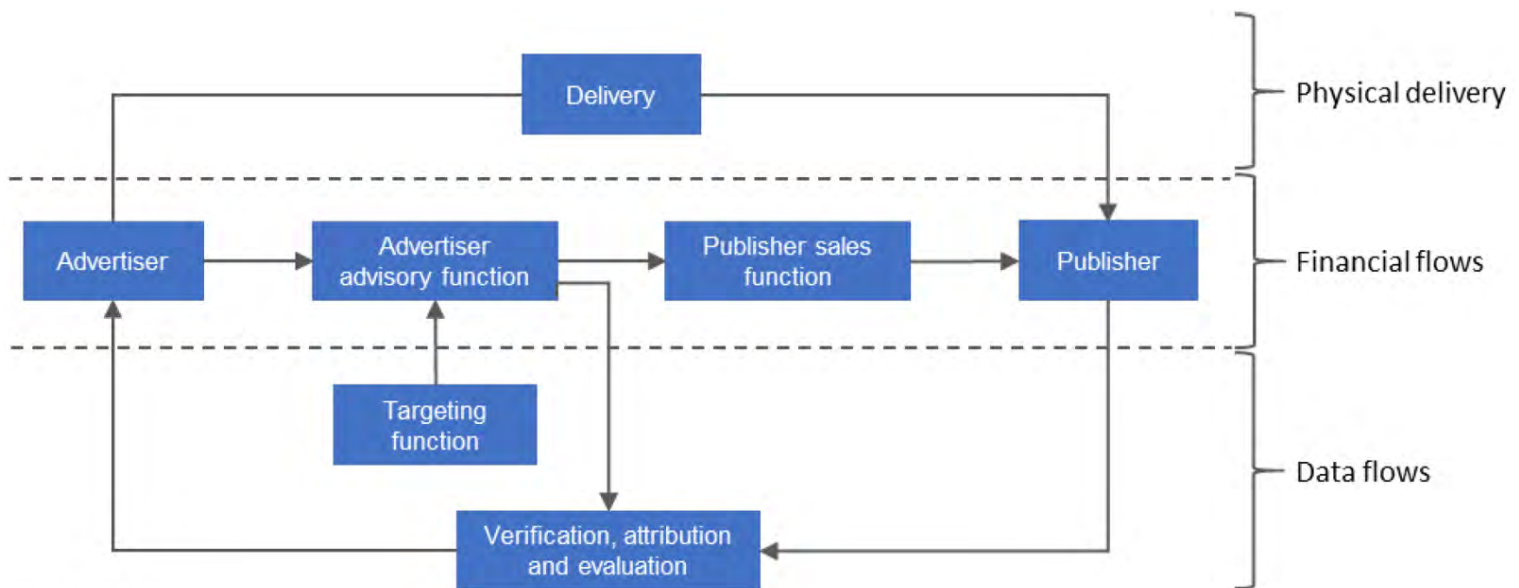 Delivery
Physical delivery
Advertiser
Advertiser
advisory function
Publisher sales
function
Publisher
Financial flows
Targeting
function
Data flows
Verification, attribution
and evaluation